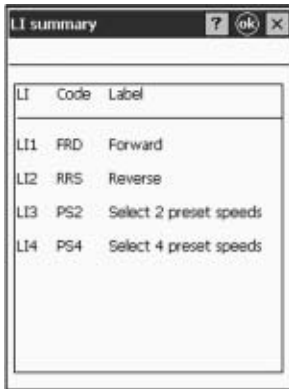 LI summary ? ok ×
LI Code Label
LI1 FRD Forward
LI2 RRS Reverse
LI3 PS2 Select 2 preset speeds
LI4 PS4 Select 4 preset speeds